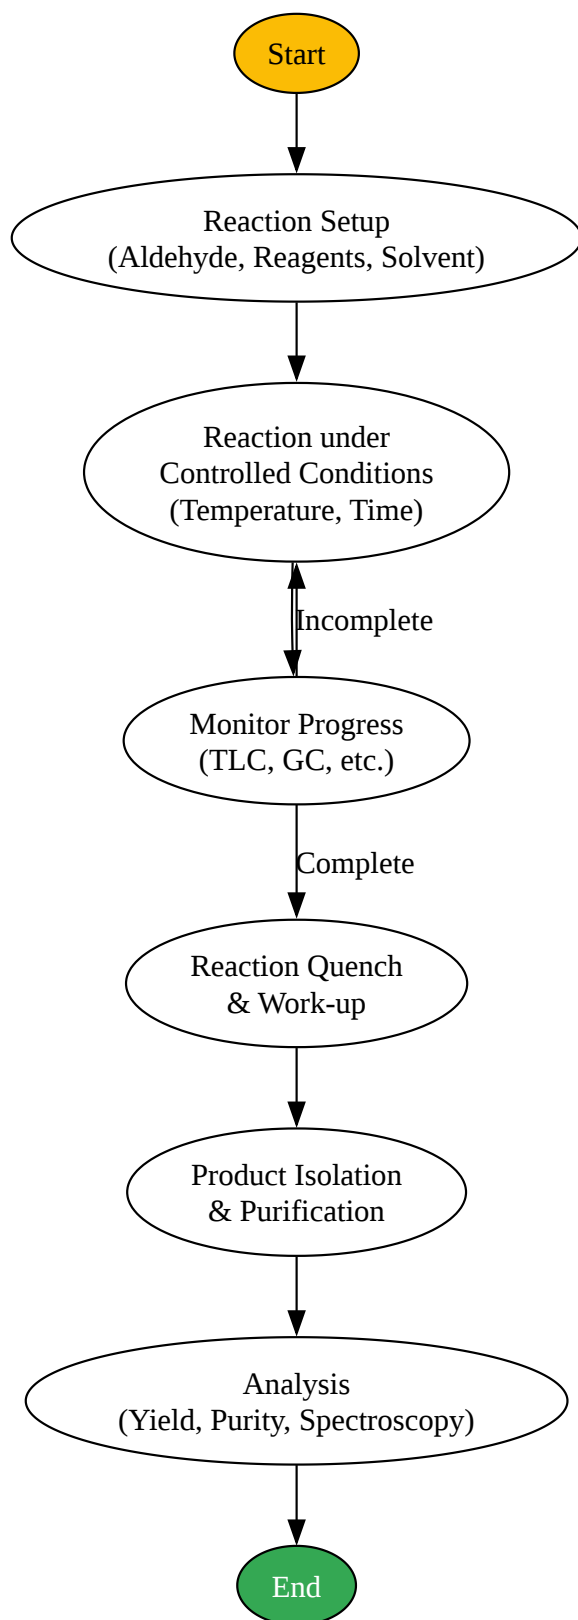 Start
Reaction Setup
(Aldehyde, Reagents, Solvent)
Reaction under
Controlled Conditions
(Temperature, Time)
Incomplete
Monitor Progress
(TLC, GC, etc.)
Complete
Reaction Quench
& Work-up
Product Isolation
& Purification
Analysis
(Yield, Purity, Spectroscopy)
End